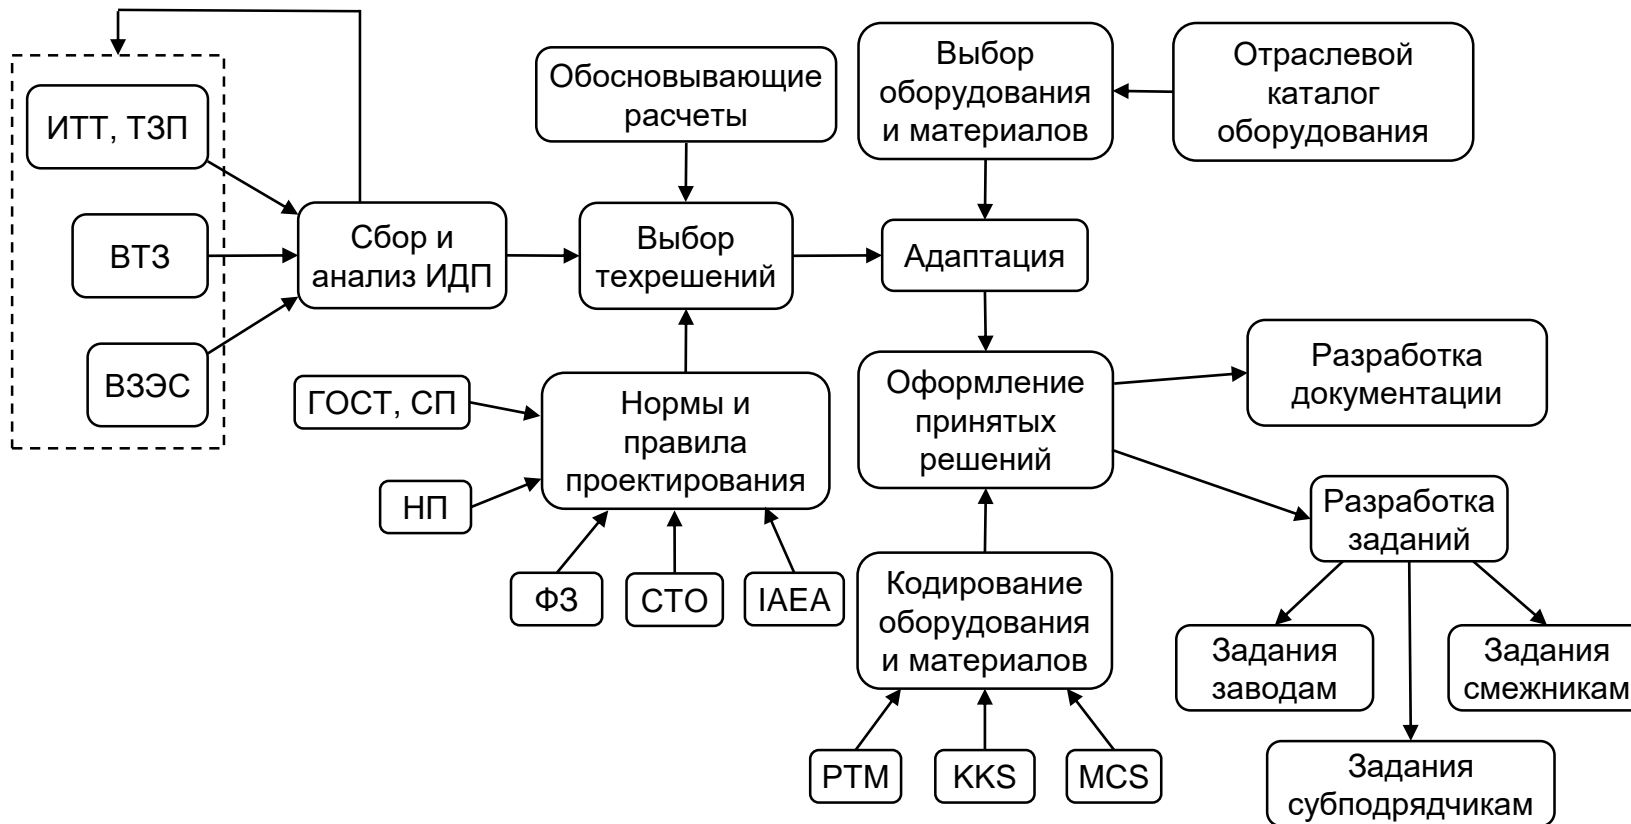 ИТТ, ТЗП
ВТЗ
ВЗЭС
Сбор и
анализ ИДП
Обосновывающие
расчеты
Выбор
техрешений
Выбор
оборудования
и материалов
Отраслевой
каталог
оборудования
Адаптация
ГОСТ, СП
НП
Нормы и
правила
проектирования
ФЗ
СТО
IAEA
Оформление
принятых
решений
Разработка
документации
Разработка
заданий
Кодирование
оборудования
и материалов
РТМ
KKS
MCS
Задания
заводам
Задания
смежникам
Задания
субподрядчикам